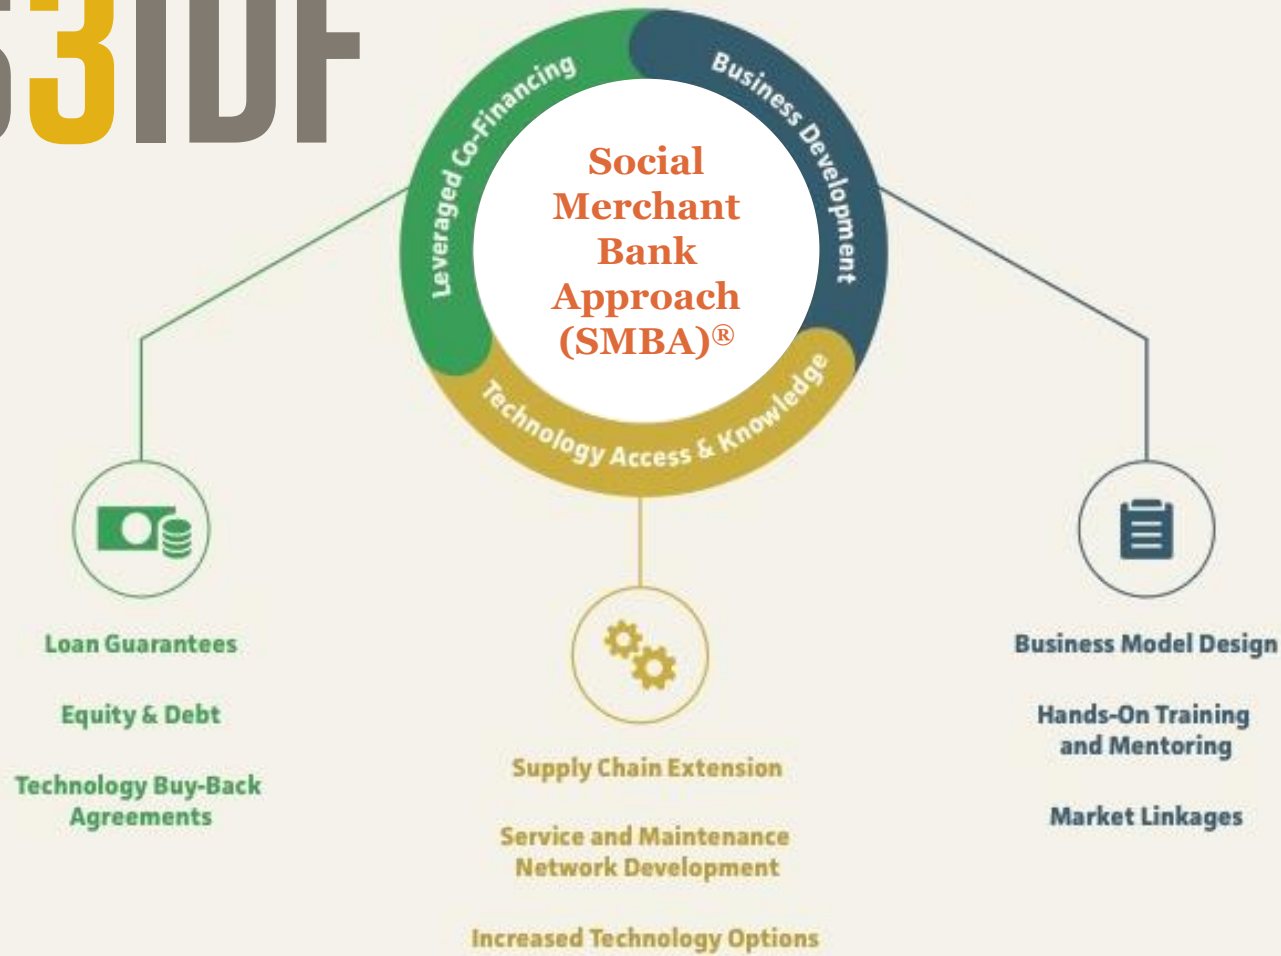 S3IDF
Leveraged Co-Financing
Business Development
Technology Access & Knowledge
Social
Merchant
Bank
Approach
(SMBA)®
Loan Guarantees
Equity & Debt
Technology Buy-Back
Agreements
Supply Chain Extension
Service and Maintenance
Network Development
Increased Technology Options
Business Model Design
Hands-On Training
and Mentoring
Market Linkages